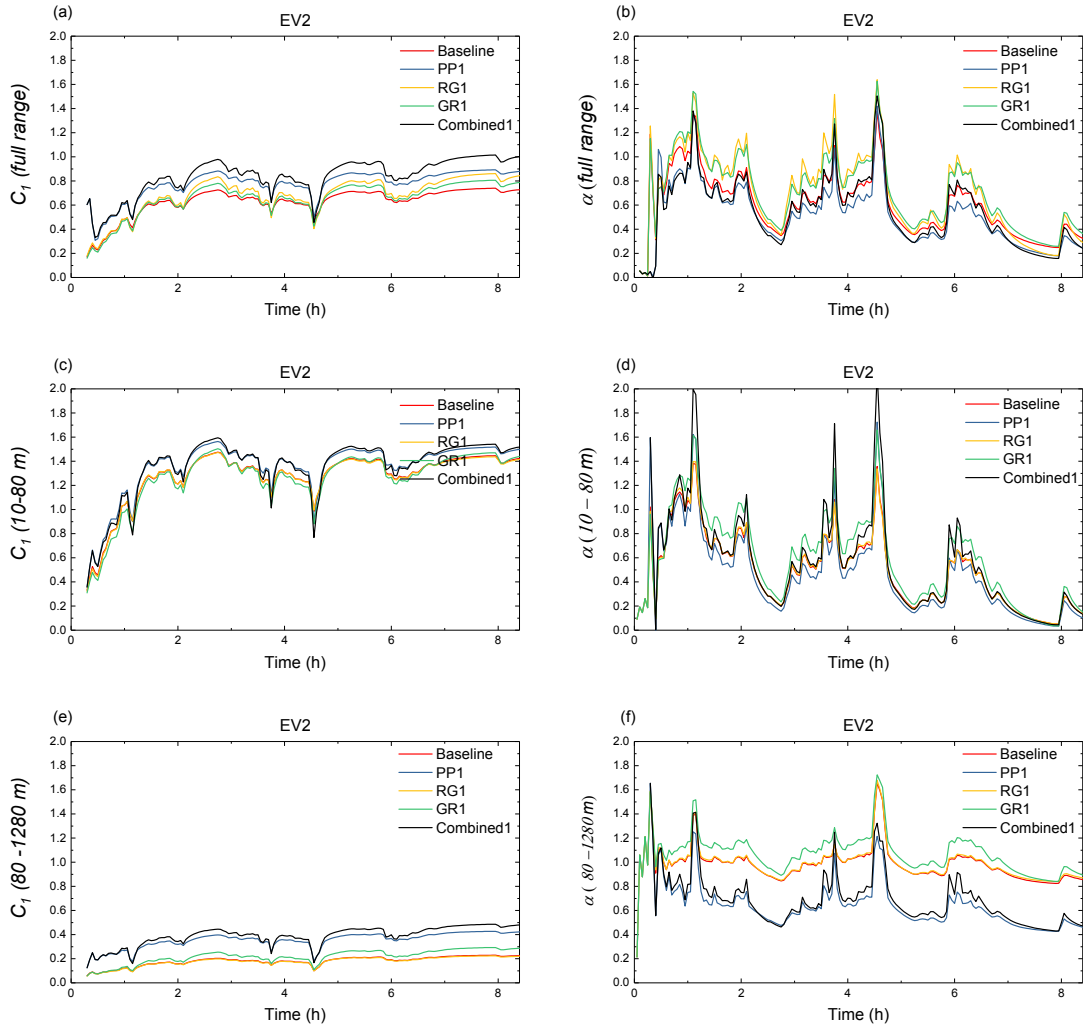 (a)
EV2
C1 (full range)
2.0
1.8
1.6
1.4
1.2
1.0
0.8
0.6
0.4
0.2
0.0
Baseline
PP1
RG1
GR1
Combined1
0 2 4 6 8
Time (h)
(b)
EV2
α (full range)
2.0
1.8
1.6
1.4
1.2
1.0
0.8
0.6
0.4
0.2
0.0
Baseline
PP1
RG1
GR1
Combined1
0 2 4 6 8
Time (h)
(c)
EV2
C1 (10-80 m)
2.0
1.8
1.6
1.4
1.2
1.0
0.8
0.6
0.4
0.2
0.0
Baseline
PP1
RG1
GR1
Combined1
0 2 4 6 8
Time (h)
(d)
EV2
α (10 – 80 m)
2.0
1.8
1.6
1.4
1.2
1.0
0.8
0.6
0.4
0.2
0.0
Baseline
PP1
RG1
GR1
Combined1
0 2 4 6 8
Time (h)
(e)
EV2
C1 (80 -1280 m)
2.0
1.8
1.6
1.4
1.2
1.0
0.8
0.6
0.4
0.2
0.0
Baseline
PP1
RG1
GR1
Combined1
0 2 4 6 8
Time (h)
(f)
EV2
α ( 80 –1280 m)
2.0
1.8
1.6
1.4
1.2
1.0
0.8
0.6
0.4
0.2
0.0
Baseline
PP1
RG1
GR1
Combined1
0 2 4 6 8
Time (h)